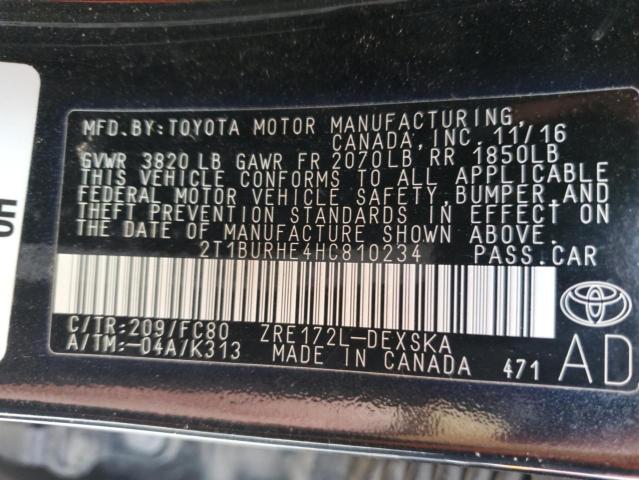 MFD. BY: TOYOTA MOTOR MANUFACTURING,
CANADA, INC. 11/16
GVWR 3820 LB GAWR FR 2070LB RR 1850LB
THIS VEHICLE CONFORMS TO ALL APPLICABLE
FEDERAL MOTOR VEHICLE SAFETY, BUMPER, AND
THEFT PREVENTION STANDARDS IN EFFECT ON
THE DATE OF MANUFACTURE SHOWN ABOVE.
2T1BURHE4HC810234 PASS. CAR
C/TR: 209/FC80 ZRE172L-DEXSKA
A/TM: -04A/K313 MADE IN CANADA 471
AD